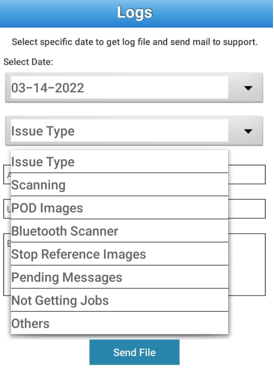 Logs
Select specific date to get log file and send mail to support.
Select Date:
03-14-2022
Issue Type
Issue Type
Scanning
POD Images
Bluetooth Scanner
Stop Reference Images
Pending Messages
Not Getting Jobs
Others
Send File